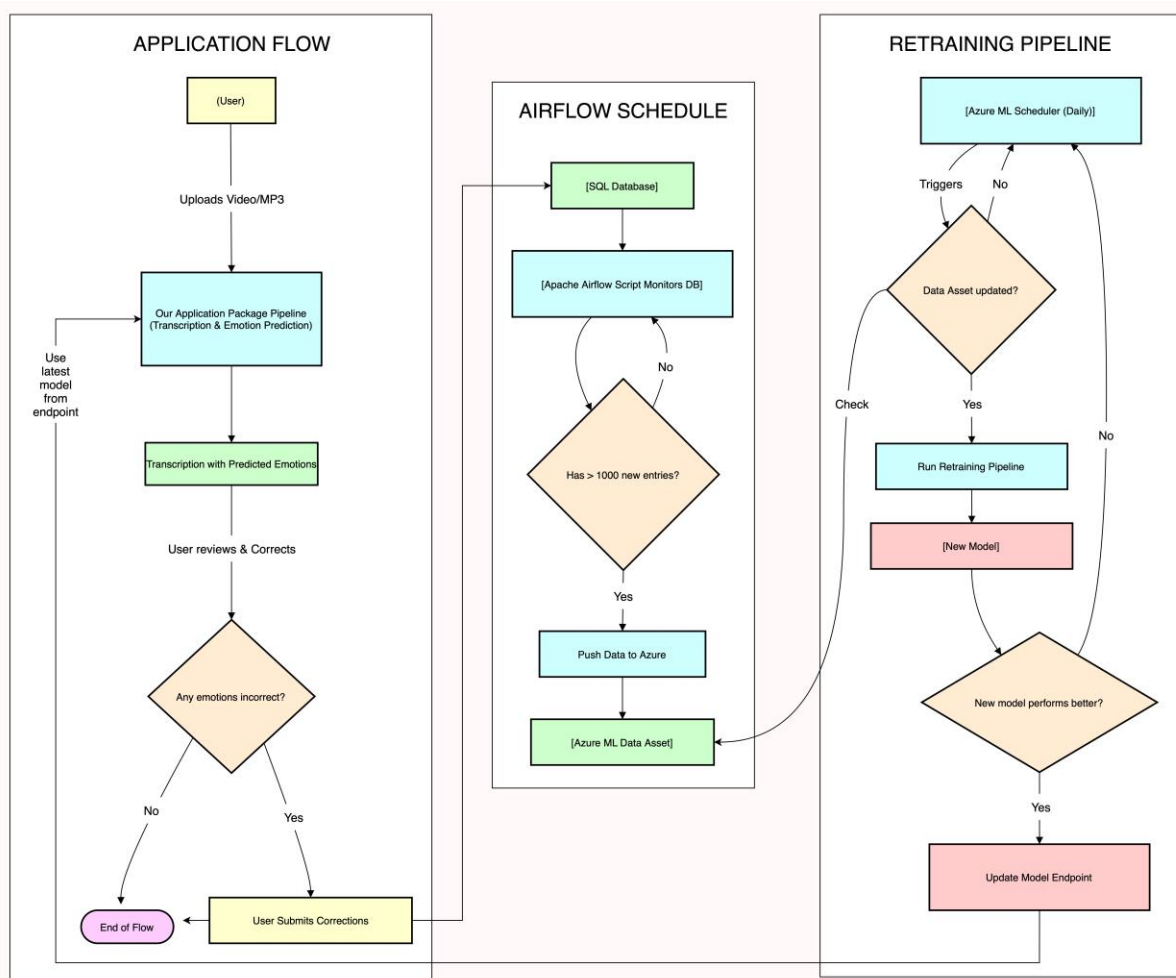 APPLICATION FLOW
(User)
Uploads Video/MP3
Our Application Package Pipeline
(Transcription & Emotion Prediction)
Use
latest
model
from
endpoint
Transcription with Predicted Emotions
User reviews & Corrects
Any emotions incorrect?
No
Yes
End of Flow
User Submits Corrections
AIRFLOW SCHEDULE
[SQL Database]
[Apache Airflow Script Monitors DB]
No
Has > 1000 new entries?
Yes
Push Data to Azure
[Azure ML Data Asset]
RETRAINING PIPELINE
[Azure ML Scheduler (Daily)]
Triggers
No
Data Asset updated?
Check
Yes
No
Run Retraining Pipeline
[New Model]
New model performs better?
Yes
Update Model Endpoint